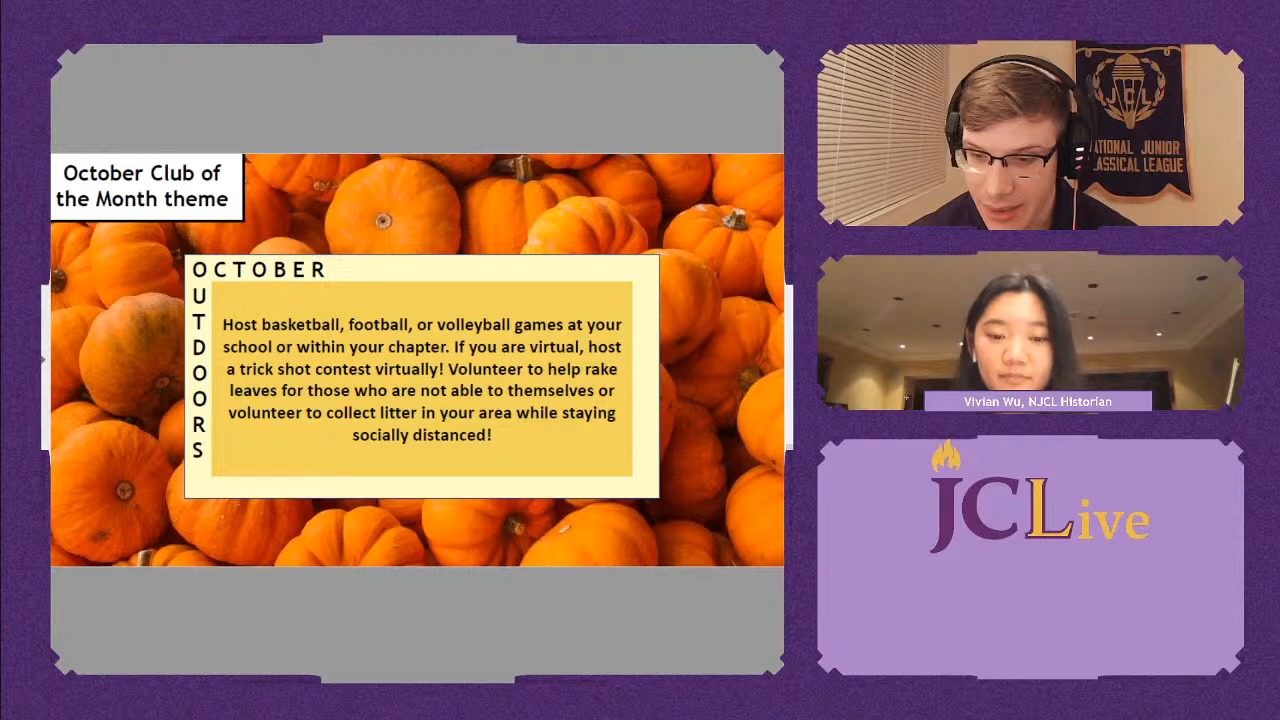 October Club of
the Month theme
OCTOBER
OUTDOORS
Host basketball, football, or volleyball games at your
school or within your chapter. If you are virtual, host
a trick shot contest virtually! Volunteer to help rake
leaves for those who are not able to themselves or
volunteer to collect litter in your area while staying
socially distanced!
JCL
NATIONAL JUNIOR
CLASSICAL LEAGUE
Vivian Wu, NJCL Historian
JCLive